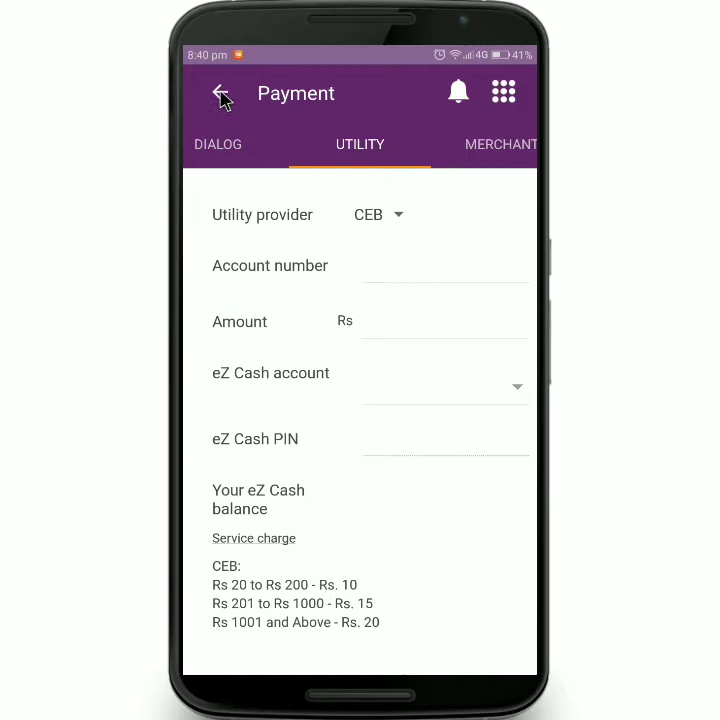 8:40 pm 4G 41%
Payment
DIALOG UTILITY MERCHANT
Utility provider CEB
Account number
Amount Rs
eZ Cash account
eZ Cash PIN
Your eZ Cash
balance
Service charge
CEB:
Rs 20 to Rs 200 - Rs. 10
Rs 201 to Rs 1000 - Rs. 15
Rs 1001 and Above - Rs. 20